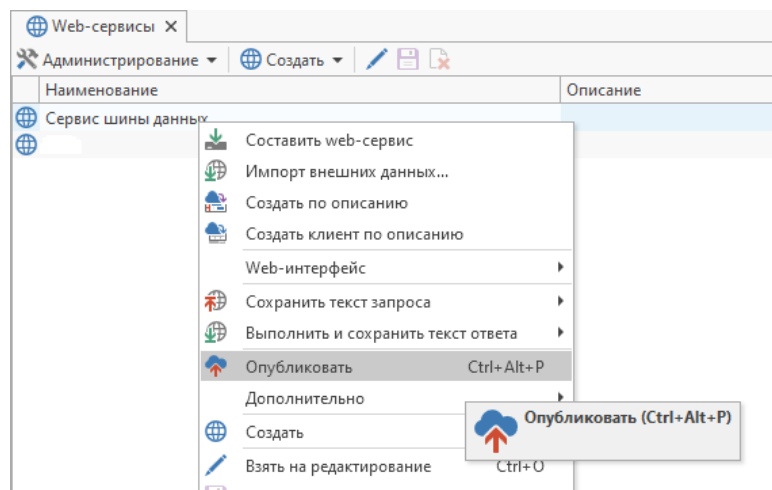 Web-сервисы
Администрирование Создать
Наименование Описание
Сервис шины данных
Составить web-сервис
Импорт внешних данных...
Создать по описанию
Создать клиент по описанию
Web-интерфейс
Сохранить текст запроса
Выполнить и сохранить текст ответа
Опубликовать Ctrl+Alt+P
Дополнительно
Опубликовать (Ctrl+Alt+P)
Создать
Взять на редактирование Ctrl+O